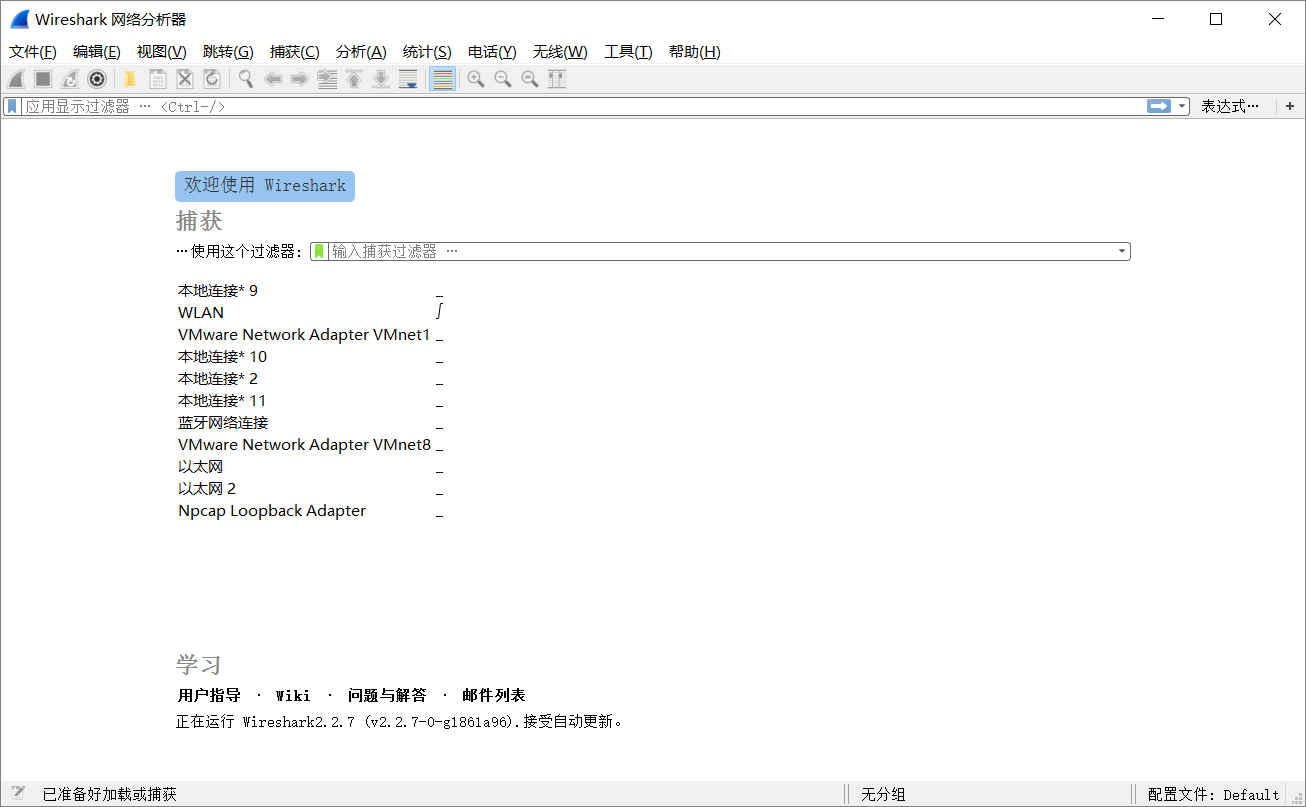 Wireshark 网络分析器
文件(F) 编辑(E) 视图(V) 跳转(G) 捕获(C) 分析(A) 统计(S) 电话(Y) 无线(W) 工具(T) 帮助(H)
应用显示过滤器 … <Ctrl-/> 表达式… +
欢迎使用 Wireshark
捕获
…使用这个过滤器: 输入捕获过滤器 …
本地连接* 9
WLAN
VMware Network Adapter VMnet1
本地连接* 10
本地连接* 2
本地连接* 11
蓝牙网络连接
VMware Network Adapter VMnet8
以太网
以太网 2
Npcap Loopback Adapter
学习
用户指导 · Wiki · 问题与解答 · 邮件列表
正在运行 Wireshark2.2.7 (v2.2.7-0-g1861a96).接受自动更新。
已准备好加载或捕获 无分组 配置文件: Default